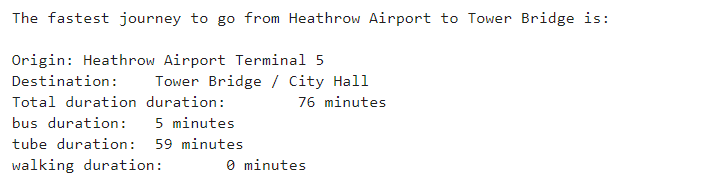 The fastest journey to go from Heathrow Airport to Tower Bridge is:
Origin: Heathrow Airport Terminal 5
Destination: Tower Bridge / City Hall
Total duration duration: 76 minutes
bus duration: 5 minutes
tube duration: 59 minutes
walking duration: 0 minutes